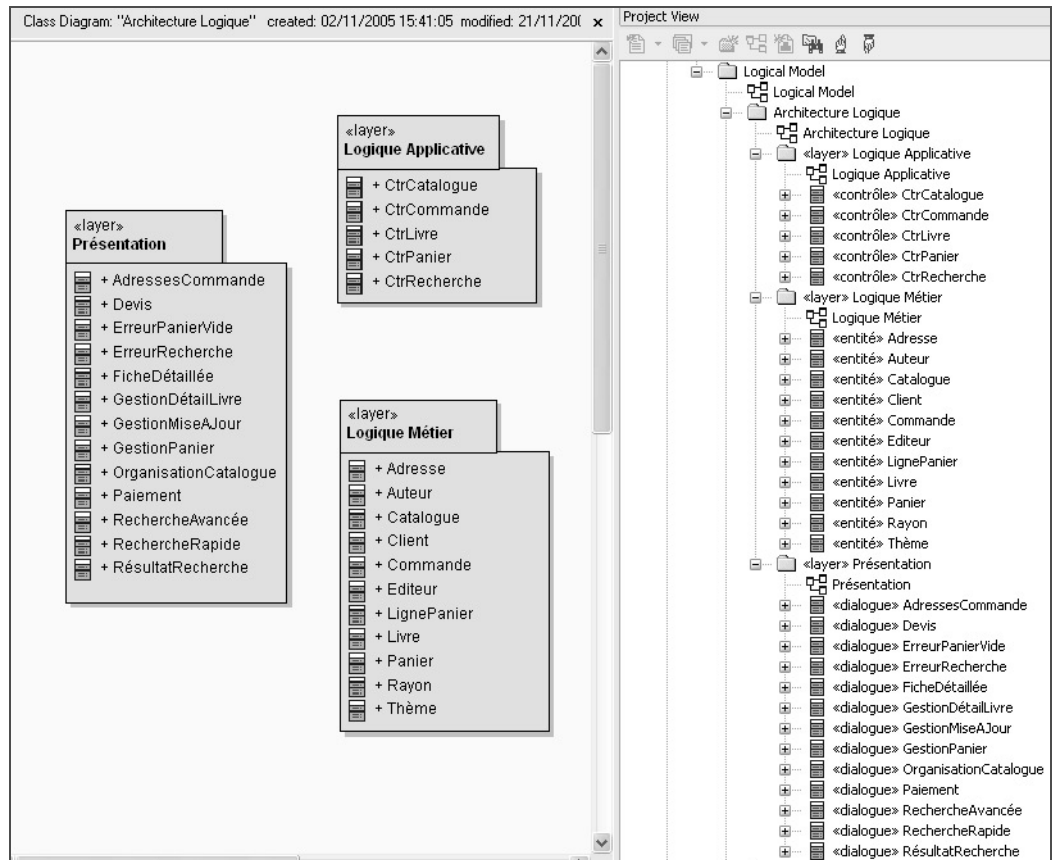 Class Diagram: "Architecture Logique" created: 02/11/2005 15:41:05 modified: 21/11/20
«layer»
Présentation
+ AdressesCommande
+ Devis
+ ErreurPanierVide
+ ErreurRecherche
+ FicheDétaillée
+ GestionDétailLivre
+ GestionMiseAJour
+ GestionPanier
+ OrganisationCatalogue
+ Paiement
+ RechercheAvancée
+ RechercheRapide
+ RésultatRecherche
«layer»
Logique Applicative
+ CtrCatalogue
+ CtrCommande
+ CtrLivre
+ CtrPanier
+ CtrRecherche
«layer»
Logique Métier
+ Adresse
+ Auteur
+ Catalogue
+ Client
+ Commande
+ Editeur
+ LignePanier
+ Livre
+ Panier
+ Rayon
+ Thème
Project View
Logical Model
Logical Model
Architecture Logique
Architecture Logique
«layer» Logique Applicative
Logique Applicative
«contrôle» CtrCatalogue
«contrôle» CtrCommande
«contrôle» CtrLivre
«contrôle» CtrPanier
«contrôle» CtrRecherche
«layer» Logique Métier
Logique Métier
«entité» Adresse
«entité» Auteur
«entité» Catalogue
«entité» Client
«entité» Commande
«entité» Editeur
«entité» LignePanier
«entité» Livre
«entité» Panier
«entité» Rayon
«entité» Thème
«layer» Présentation
Présentation
«dialogue» AdressesCommande
«dialogue» Devis
«dialogue» ErreurPanierVide
«dialogue» ErreurRecherche
«dialogue» FicheDétaillée
«dialogue» GestionDétailLivre
«dialogue» GestionMiseAJour
«dialogue» GestionPanier
«dialogue» OrganisationCatalogue
«dialogue» Paiement
«dialogue» RechercheAvancée
«dialogue» RechercheRapide
«dialogue» RésultatRecherche